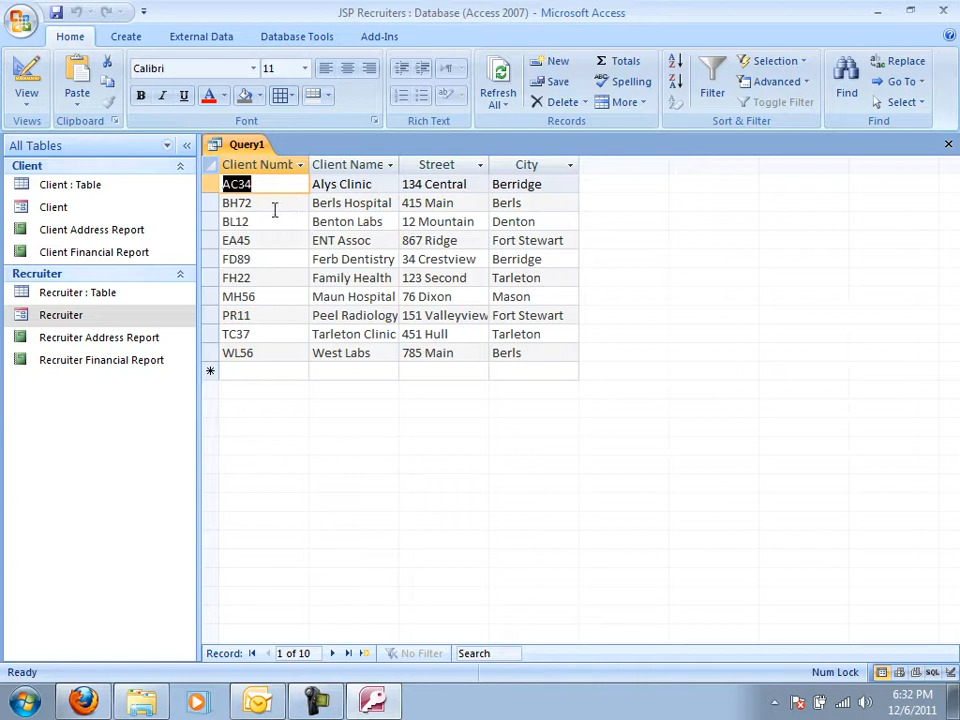 JSP Recruiters : Database (Access 2007) - Microsoft Access
Home Create External Data Database Tools Add-Ins
View
Views
Paste
Clipboard
Calibri 11
B I U A
Font
Rich Text
Refresh All
New
Save
Delete
Totals
Spelling
More
Records
Filter
Selection
Advanced
Toggle Filter
Sort & Filter
Find
Replace
Go To
Select
Find
All Tables
Client
Client : Table
Client
Client Address Report
Client Financial Report
Recruiter
Recruiter : Table
Recruiter
Recruiter Address Report
Recruiter Financial Report
Query1
Client Numb Client Name Street City
AC34 Alys Clinic 134 Central Berridge
BH72 Berls Hospital 415 Main Berls
BL12 Benton Labs 12 Mountain Denton
EA45 ENT Assoc 867 Ridge Fort Stewart
FD89 Ferb Dentistry 34 Crestview Berridge
FH22 Family Health 123 Second Tarleton
MH56 Maun Hospital 76 Dixon Mason
PR11 Peel Radiology 151 Valleyview Fort Stewart
TC37 Tarleton Clinic 451 Hull Tarleton
WL56 West Labs 785 Main Berls
Record: 1 of 10 No Filter Search
Ready Num Lock SQL
6:32 PM
12/6/2011